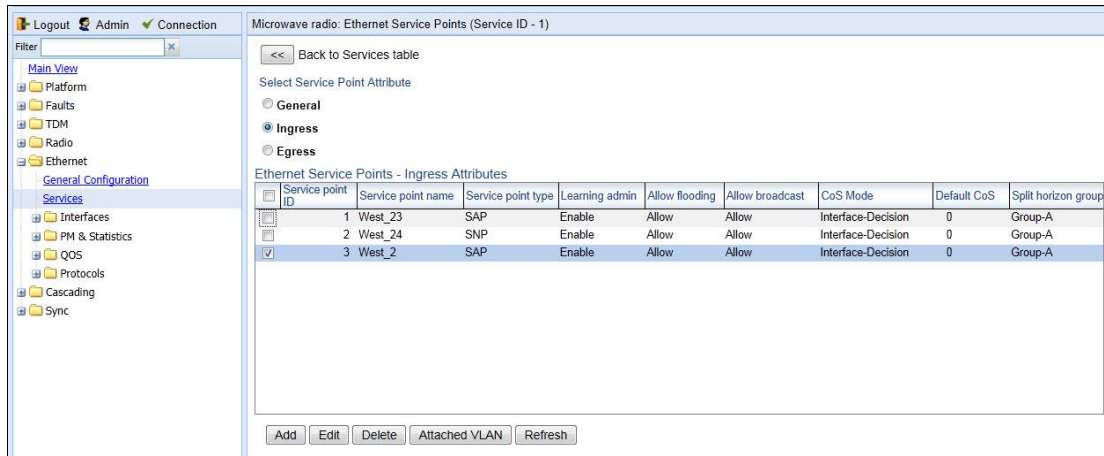 Logout Admin Connection
Filter
Main View
Platform
Faults
TDM
Radio
Ethernet
General Configuration
Services
Interfaces
PM & Statistics
QOS
Protocols
Cascading
Sync
Microwave radio: Ethernet Service Points (Service ID - 1)
<< Back to Services table
Select Service Point Attribute
General
Ingress
Egress
Ethernet Service Points - Ingress Attributes
Service point ID Service point name Service point type Learning admin Allow flooding Allow broadcast CoS Mode Default CoS Split horizon group
1 West_23 SAP Enable Allow Allow Interface-Decision 0 Group-A
2 West_24 SNP Enable Allow Allow Interface-Decision 0 Group-A
3 West_2 SAP Enable Allow Allow Interface-Decision 0 Group-A
Add Edit Delete Attached VLAN Refresh